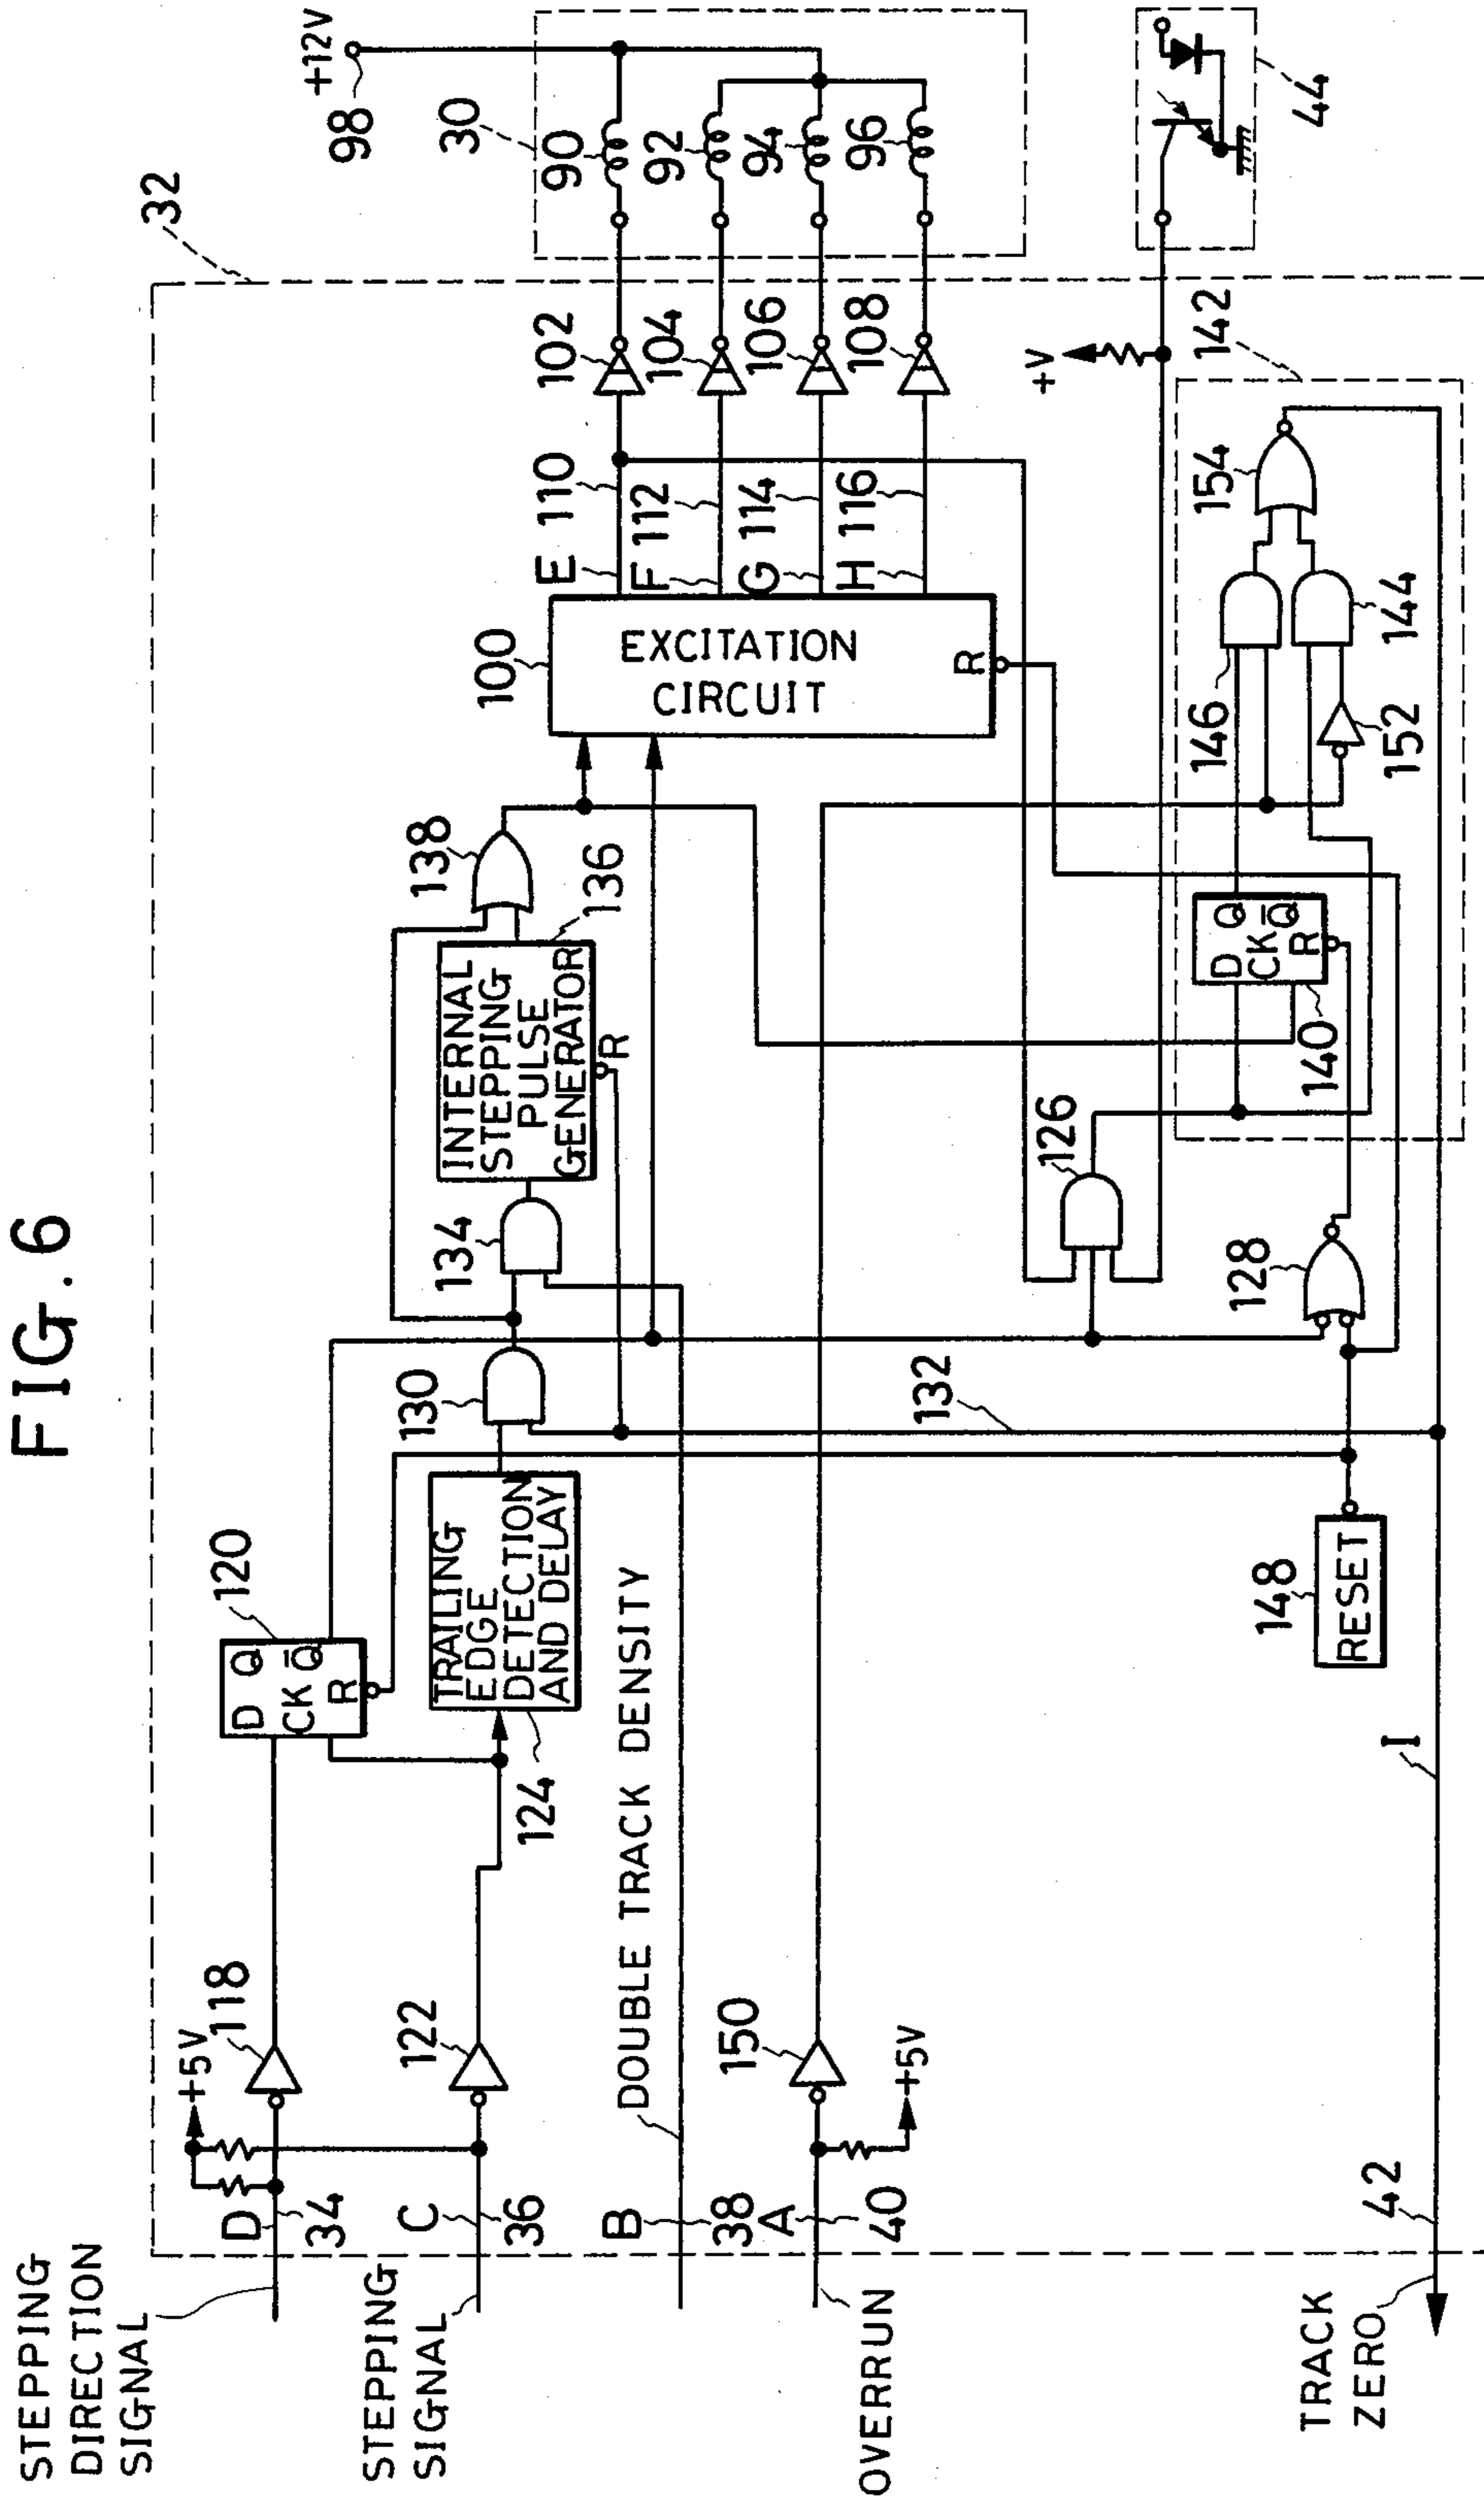 FIG. 6
STEPPING
DIRECTION
SIGNAL
D
34
+5V
118
120
D Q
CK Q̅
R
32
STEPPING
SIGNAL
C
36
122
124
TRAILING
EDGE
DETECTION
AND DELAY
130
134
INTERNAL
STEPPING
PULSE
GENERATOR
R
136
138
100
EXCITATION
CIRCUIT
R
E 110
F 112
G 114
H 116
102
104
106
108
30
90
92
94
96
98
+12V
B
38
DOUBLE TRACK DENSITY
OVERRUN
A
40
150
+5V
132
126
128
148
RESET
140
D Q
CK Q̅
R
146
152
144
154
142
+V
44
TRACK
ZERO
42
I